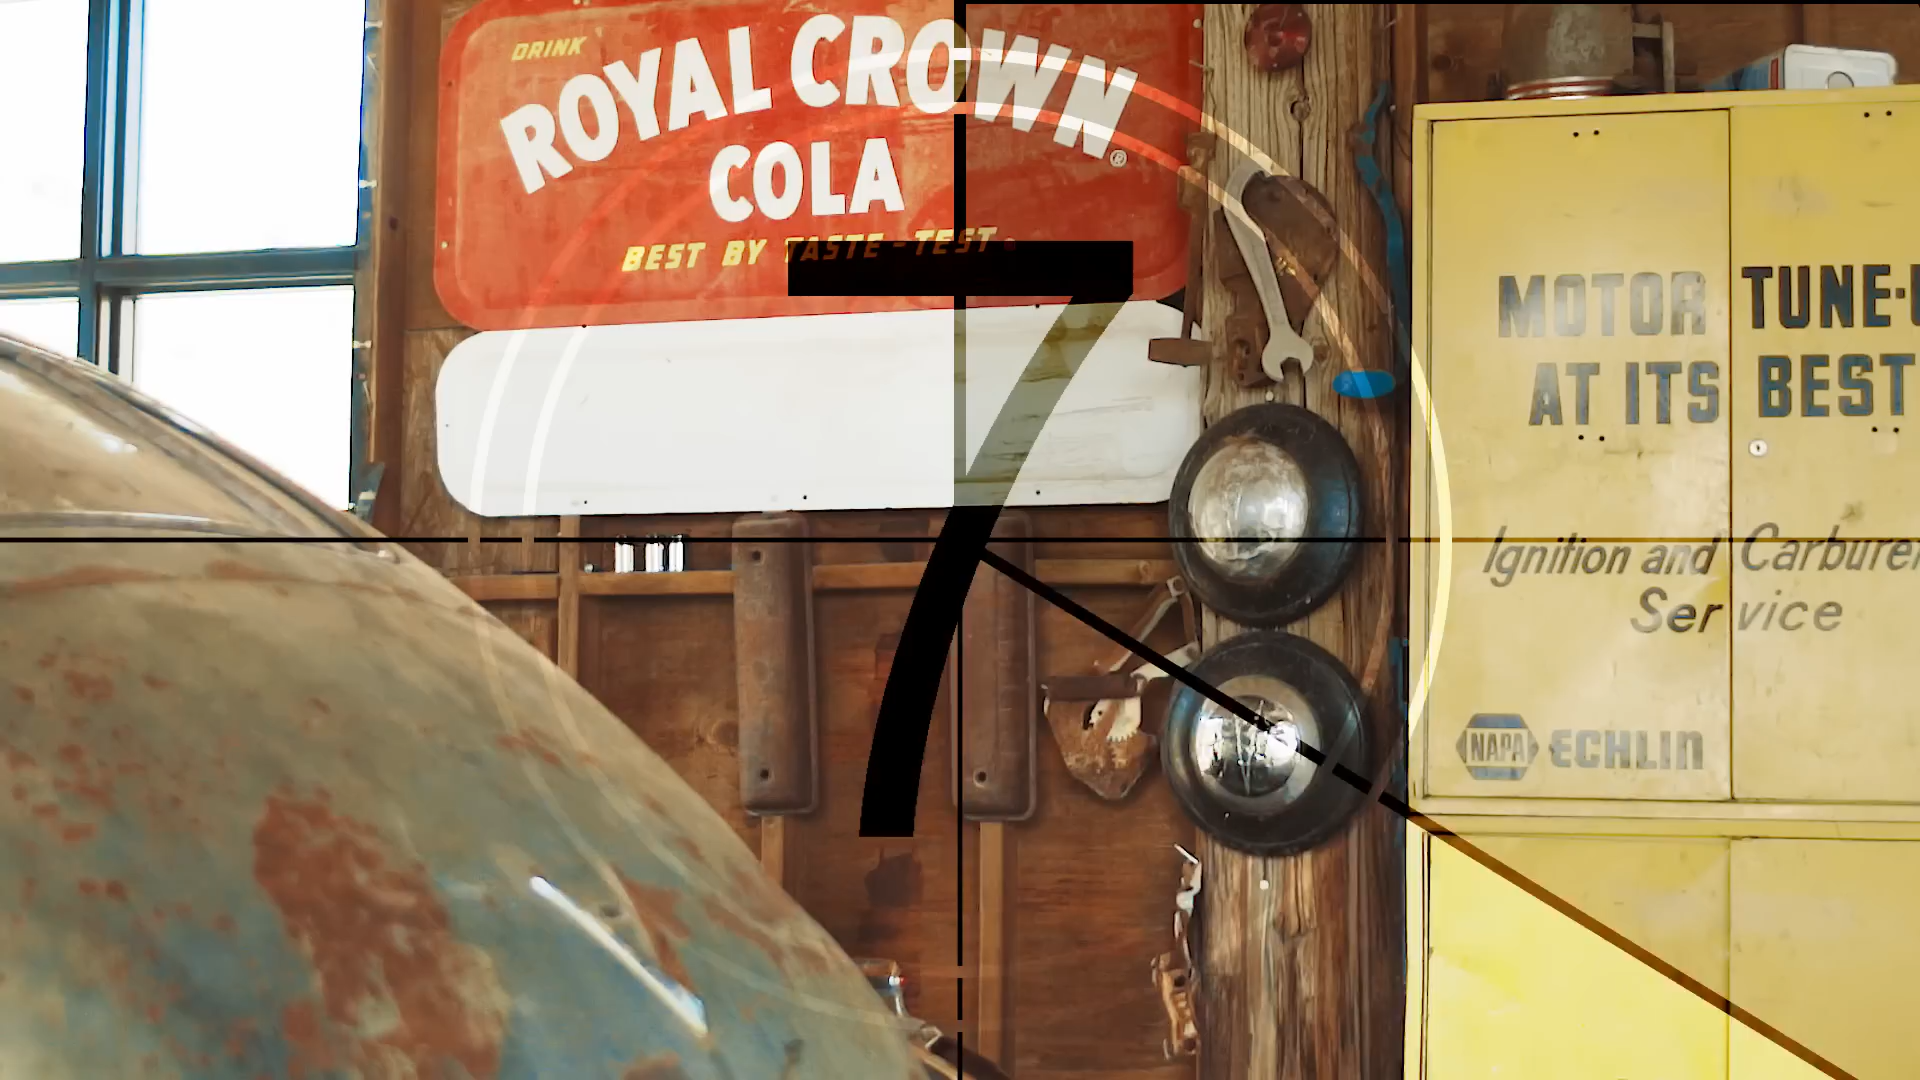 DRINK
ROYAL CROWN
COLA
®
BEST BY TASTE-TEST
7
MOTOR TUNE-
AT ITS BEST
Ignition and
Service
NAPA ECHLIN